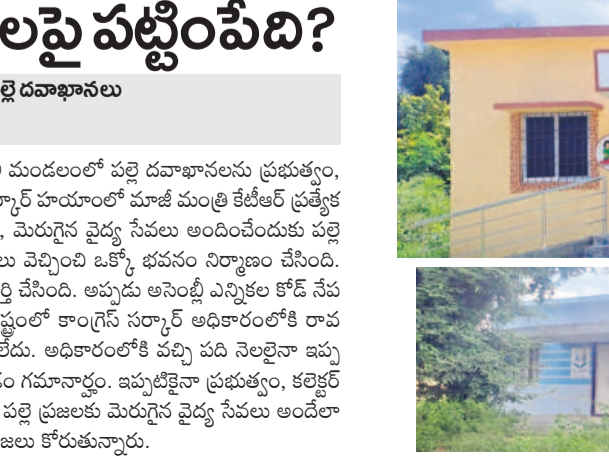 లపై పట్టింపేది?
ల్లె దవాఖానలు
మండలంలో పల్లె దవాఖానలను ప్రభుత్వం,
ర్కార్ హయాంలో మాజీ మంత్రి కేటీఆర్ ప్రత్యేక
, మెరుగైన వైద్య సేవలు అందించేందుకు పల్లె
లు వెచ్చించి ఒక్కో భవనం నిర్మాణం చేసింది.
ర్తి చేసింది. అప్పడు అసెంబ్లీ ఎన్నికల కోడ్ నేప
ష్ట్రంలో కాంగ్రెస్ సర్కార్ అధికారంలోకి రావ
లేదు. అధికారంలోకి వచ్చి పది నెలలైనా ఇప్ప
డం గమనార్హం. ఇప్పటికైనా ప్రభుత్వం, కలెక్టర్
పల్లె ప్రజలకు మెరుగైన వైద్య సేవలు అందేలా
జలు కోరుతున్నారు.